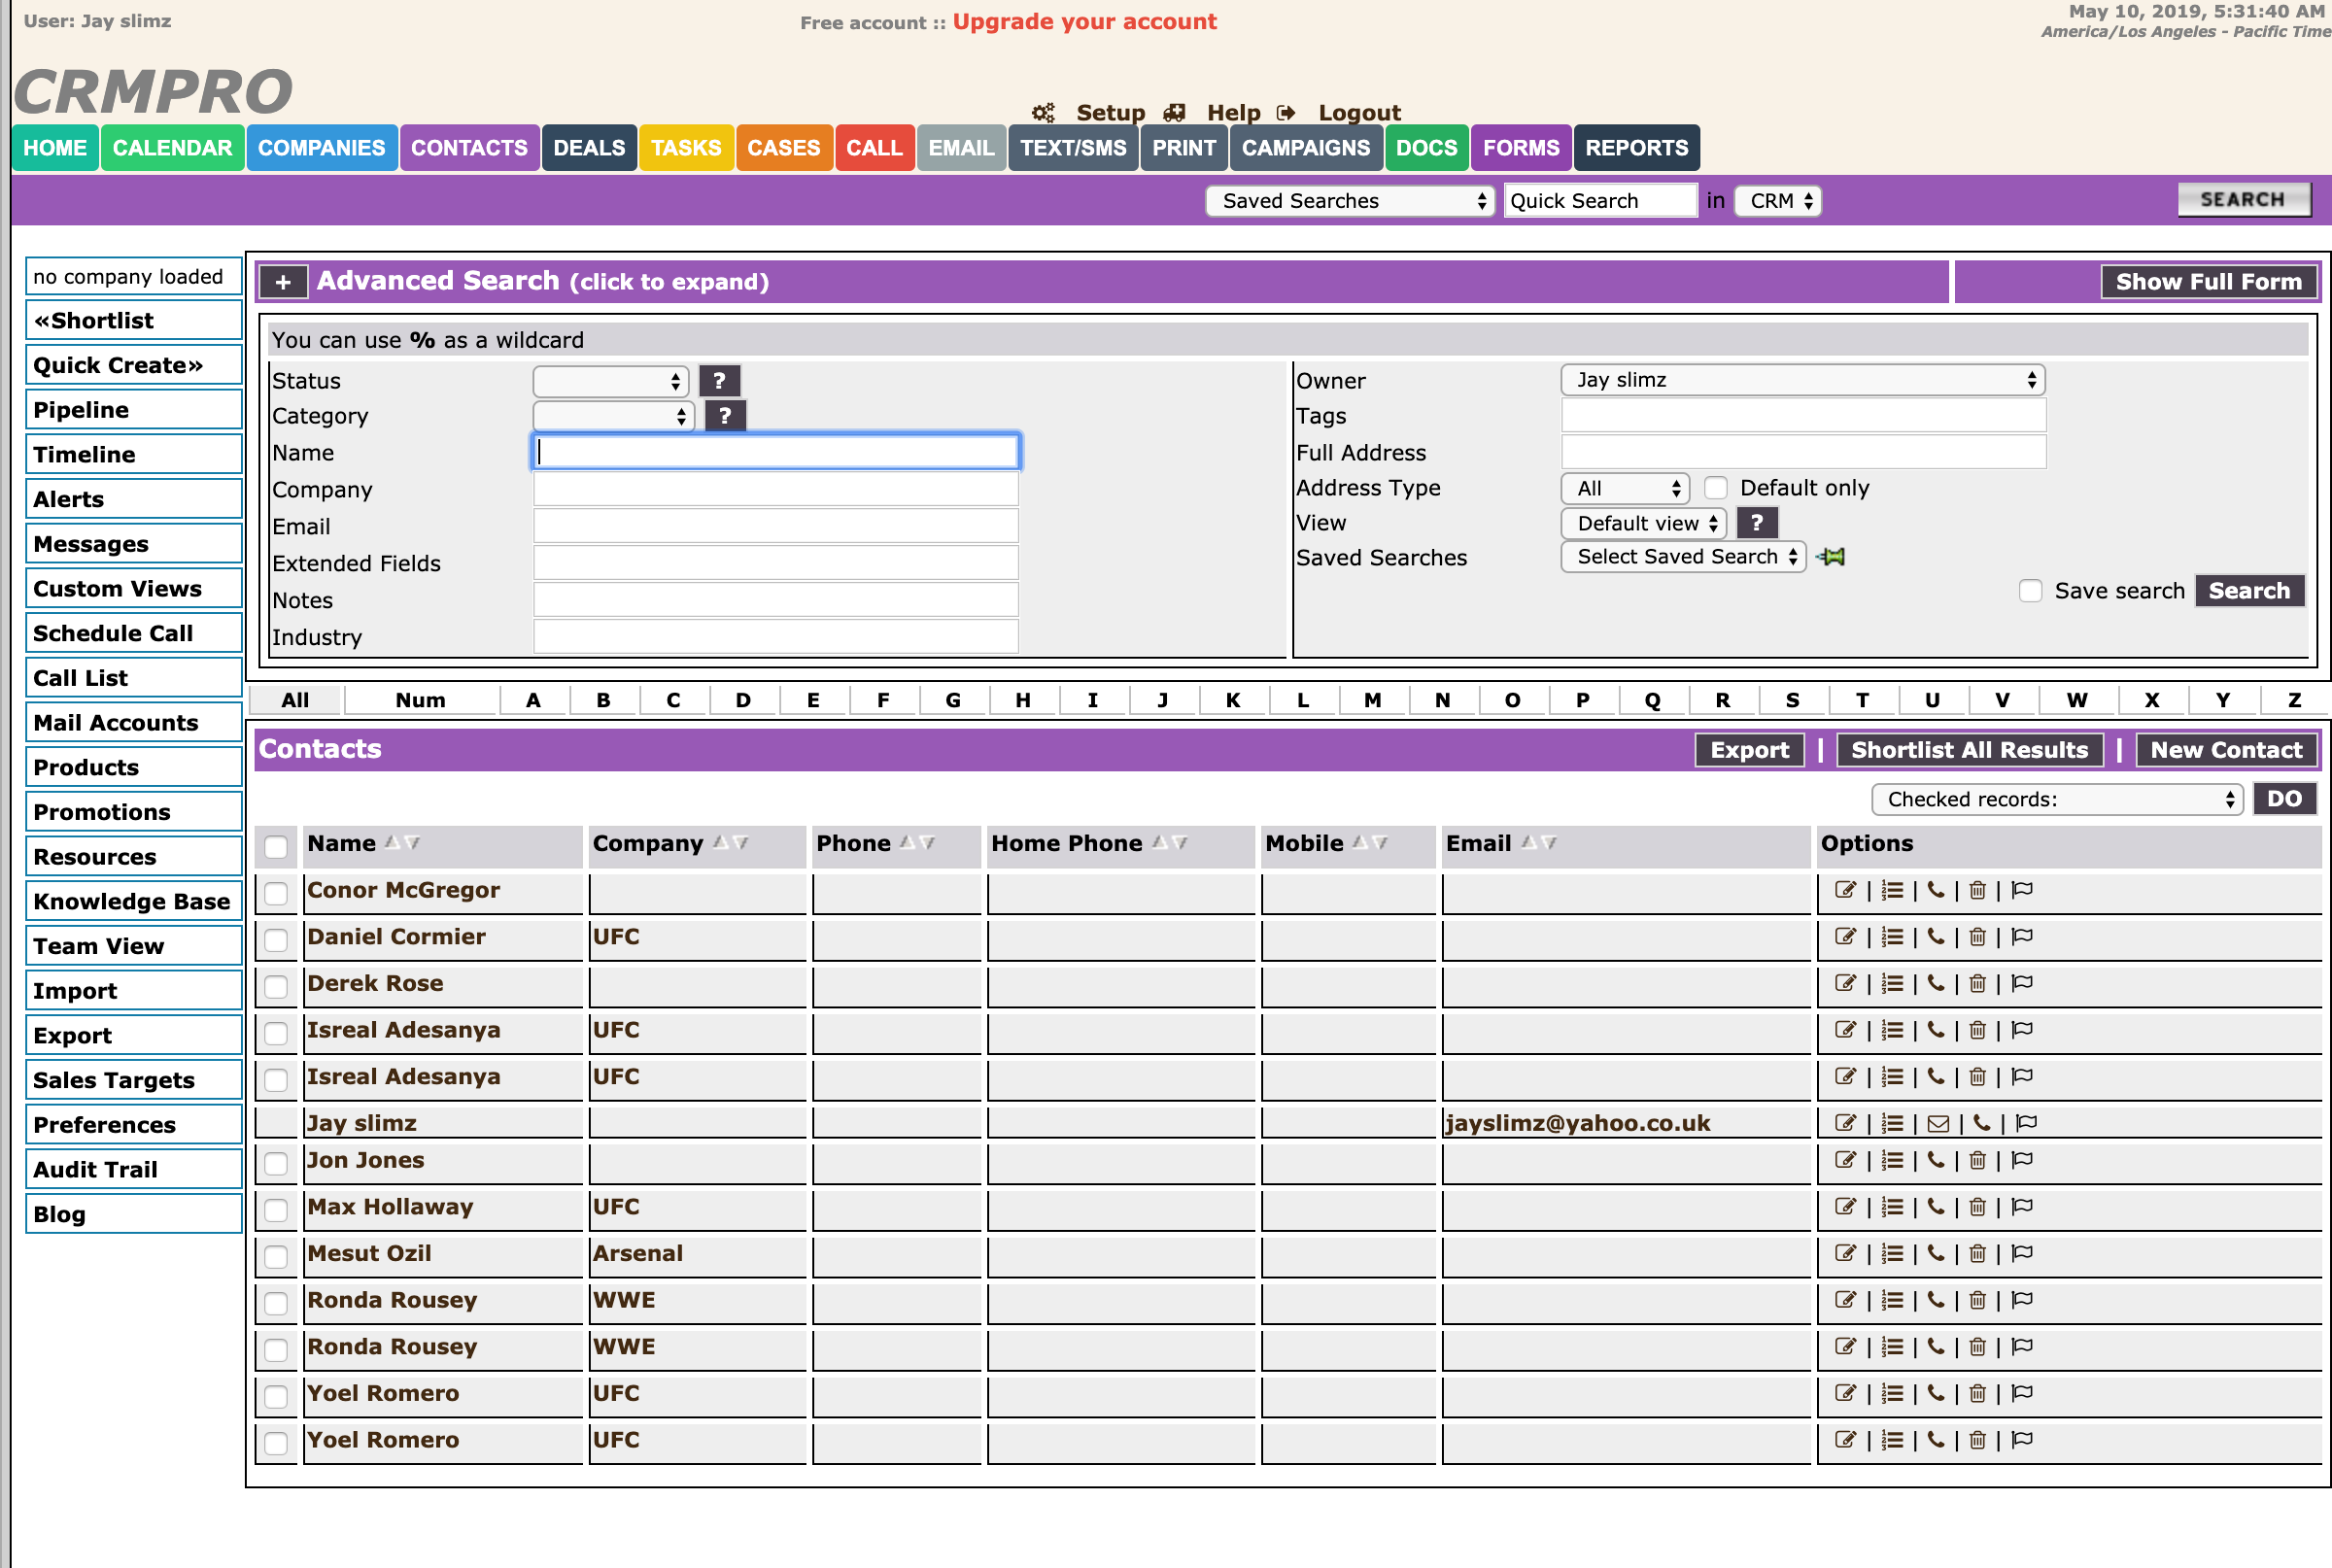 User: Jay slimz
Free account :: Upgrade your account
May 10, 2019, 5:31:40 AM
America/Los Angeles - Pacific Time
CRMPRO
Setup Help Logout
HOME CALENDAR COMPANIES CONTACTS DEALS TASKS CASES CALL EMAIL TEXT/SMS PRINT CAMPAIGNS DOCS FORMS REPORTS
Saved Searches Quick Search in CRM SEARCH
no company loaded
«Shortlist
Quick Create»
Pipeline
Timeline
Alerts
Messages
Custom Views
Schedule Call
Call List
Mail Accounts
Products
Promotions
Resources
Knowledge Base
Team View
Import
Export
Sales Targets
Preferences
Audit Trail
Blog
+ Advanced Search (click to expand) Show Full Form
You can use % as a wildcard
Status ?
Category ?
Name
Company
Email
Extended Fields
Notes
Industry
Owner Jay slimz
Tags
Full Address
Address Type All Default only
View Default view ?
Saved Searches Select Saved Search
Save search Search
All Num A B C D E F G H I J K L M N O P Q R S T U V W X Y Z
Contacts Export | Shortlist All Results | New Contact
Checked records: DO
Name Company Phone Home Phone Mobile Email Options
Conor McGregor
Daniel Cormier UFC
Derek Rose
Isreal Adesanya UFC
Isreal Adesanya UFC
Jay slimz jayslimz@yahoo.co.uk
Jon Jones
Max Hollaway UFC
Mesut Ozil Arsenal
Ronda Rousey WWE
Ronda Rousey WWE
Yoel Romero UFC
Yoel Romero UFC